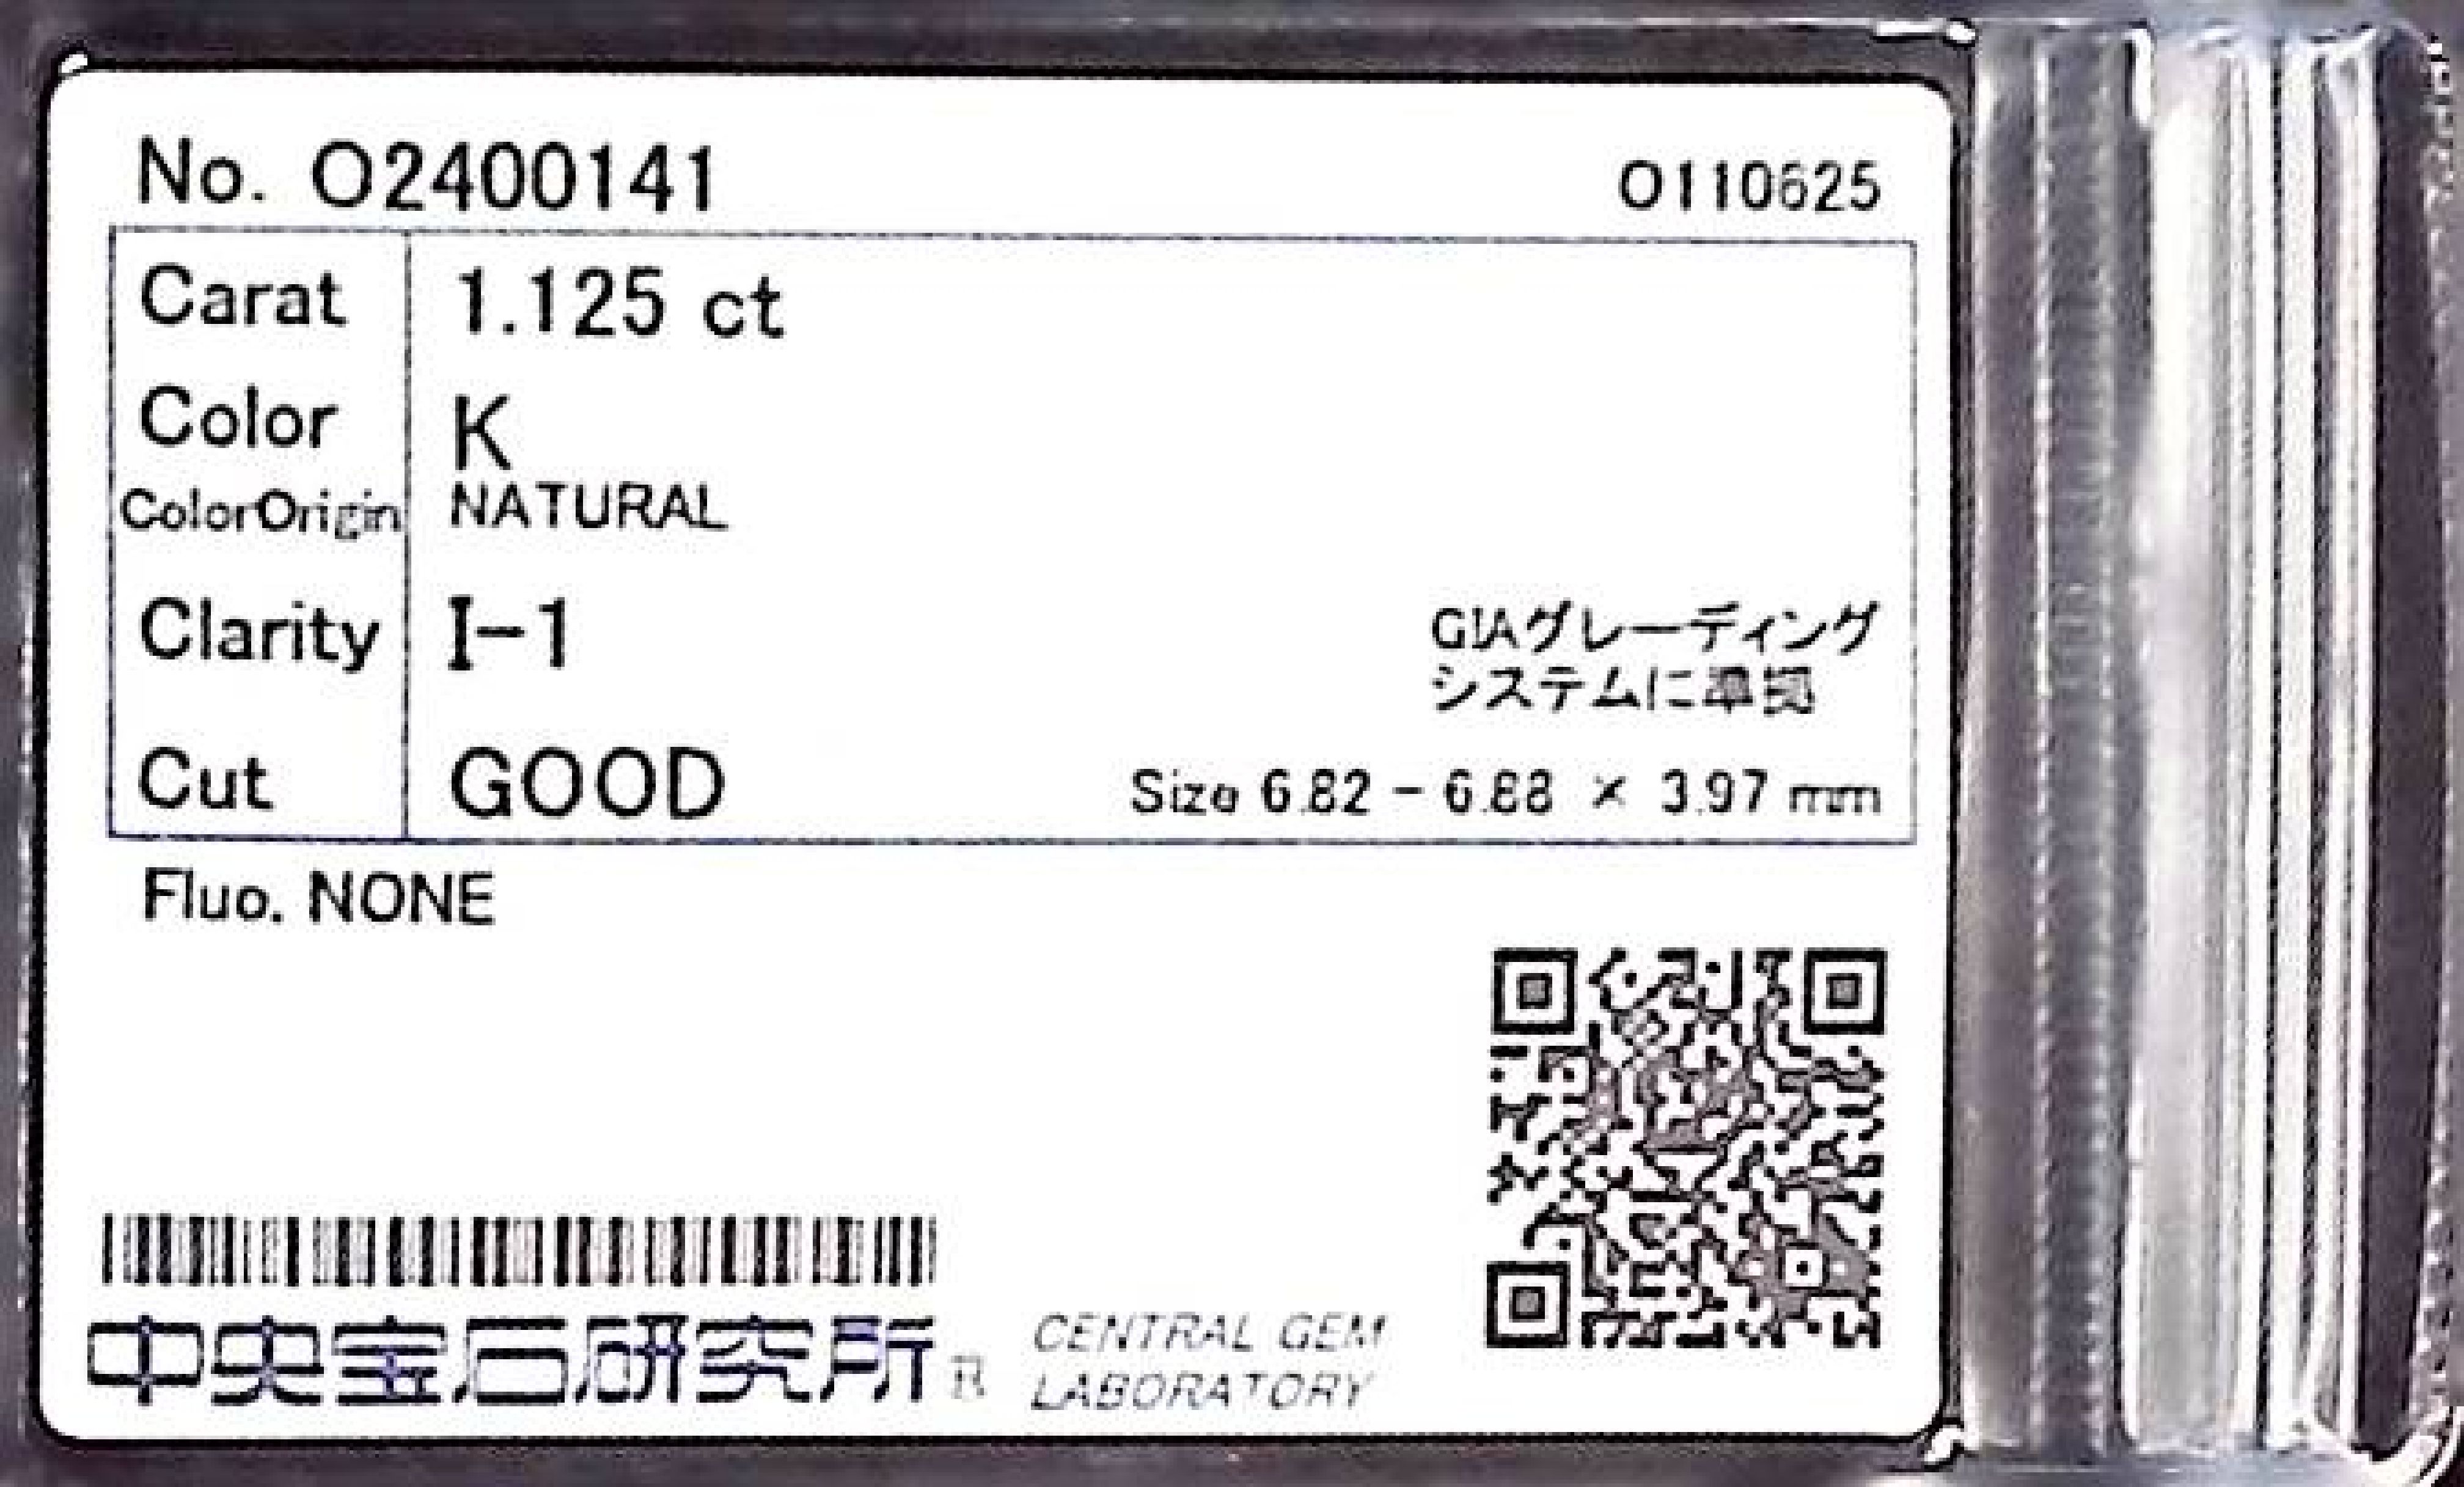 No. O2400141 O110625
Carat 1.125 ct
Color K
ColorOrigin NATURAL
Clarity I-1
GIAグレーディング
システムに準拠
Cut GOOD
Size 6.82 - 6.88 × 3.97 mm
Fluo. NONE
中央宝石研究所 ®
CENTRAL GEM
LABORATORY